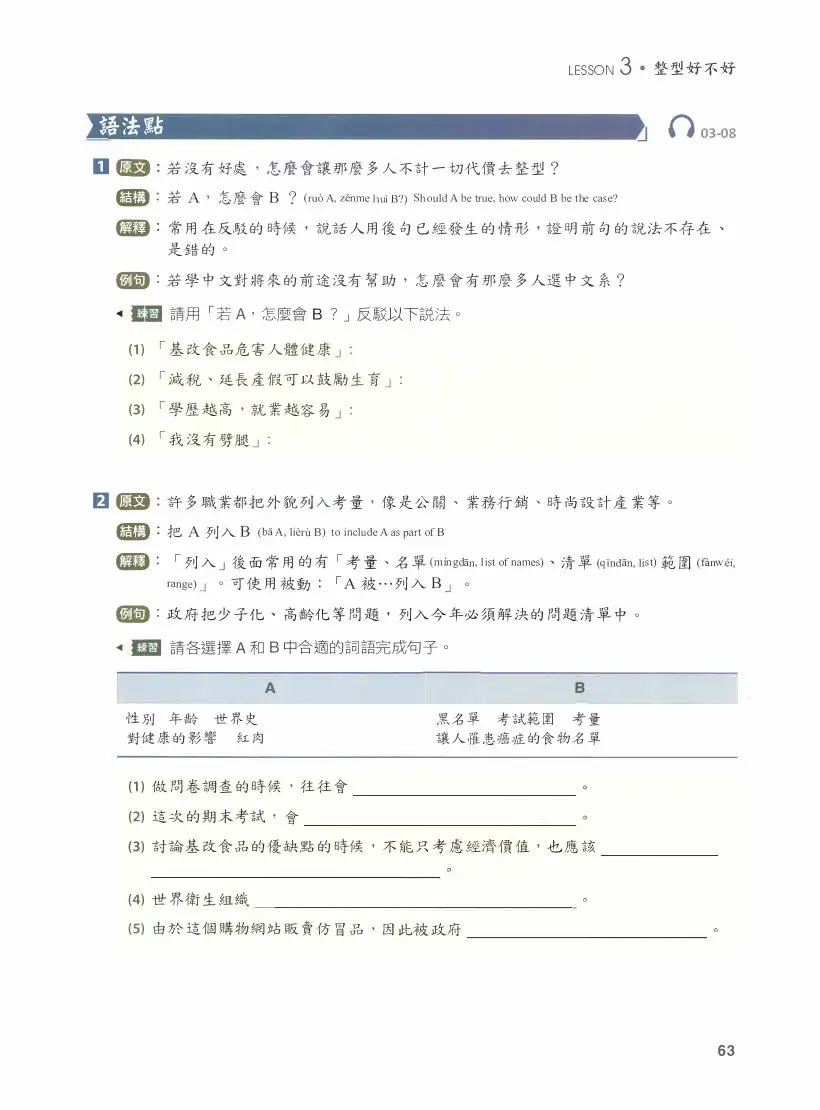 LESSON 3 • 整型好不好
語法點
03-08
1 原文：若沒有好處，怎麼會讓那麼多人不計一切代價去整型？
結構：若 A，怎麼會 B ？(ruò A, zěnme huì B?) Should A be true, how could B be the case?
解釋：常用在反駁的時候，說話人用後句已經發生的情形，證明前句的說法不存在、
是錯的。
例句：若學中文對將來的前途沒有幫助，怎麼會有那麼多人選中文系？
練習 請用「若 A，怎麼會 B ？」反駁以下說法。
(1) 「基改食品危害人體健康」：
(2) 「減稅、延長產假可以鼓勵生育」：
(3) 「學歷越高，就業越容易」：
(4) 「我沒有劈腿」：
2 原文：許多職業都把外貌列入考量，像是公關、業務行銷、時尚設計產業等。
結構：把 A 列入 B (bǎ A, lièrù B) to include A as part of B
解釋：「列入」後面常用的有「考量、名單 (míngdān, list of names)、清單 (qīndān, list) 範圍 (fànwéi,
range)」。可使用被動：「A 被…列入 B」。
例句：政府把少子化、高齡化等問題，列入今年必須解決的問題清單中。
練習 請各選擇 A 和 B 中合適的詞語完成句子。
A B
性別 年齡 世界史 黑名單 考試範圍 考量
對健康的影響 紅肉 讓人罹患癌症的食物名單
(1) 做問卷調查的時候，往往會 ＿＿＿＿＿＿＿＿。
(2) 這次的期末考試，會 ＿＿＿＿＿＿＿＿。
(3) 討論基改食品的優缺點的時候，不能只考慮經濟價值，也應該 ＿＿＿＿
＿＿＿＿＿＿＿＿。
(4) 世界衛生組織 ＿＿＿＿＿＿＿＿。
(5) 由於這個購物網站販賣仿冒品，因此被政府 ＿＿＿＿＿＿＿＿。
63